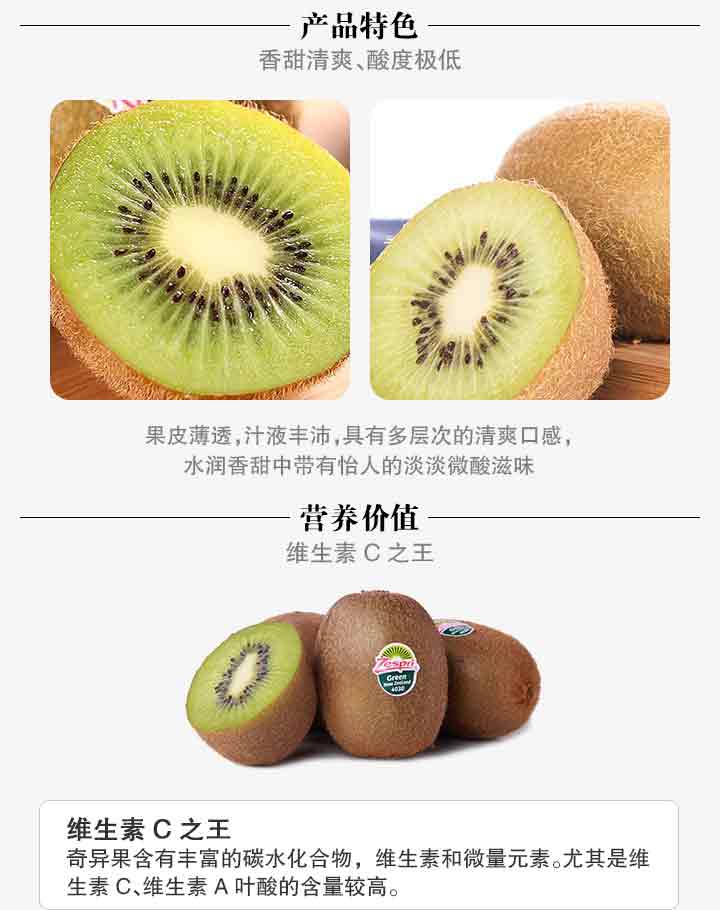 产品特色
香甜清爽、酸度极低
果皮薄透，汁液丰沛，具有多层次的清爽口感，
水润香甜中带有怡人的淡淡微酸滋味
营养价值
维生素 C 之王
Zespri
Green
New Zealand
4030
维生素 C 之王
奇异果含有丰富的碳水化合物，维生素和微量元素。尤其是维
生素 C、维生素 A 叶酸的含量较高。